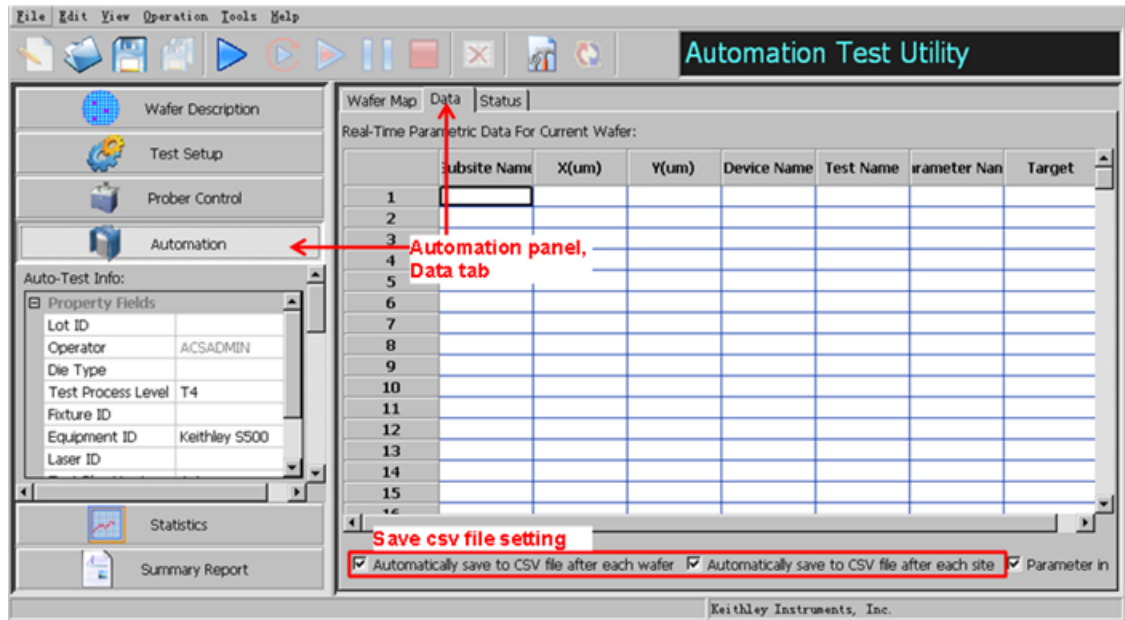 File Edit View Operation Tools Help
Automation Test Utility
Wafer Description
Test Setup
Prober Control
Automation
Auto-Test Info:
Property Fields
Lot ID
Operator ACSADMIN
Die Type
Test Process Level T4
Fixture ID
Equipment ID Keithley S500
Laser ID
Statistics
Summary Report
Wafer Map Data Status
Real-Time Parametric Data For Current Wafer:
ubsite Name X(um) Y(um) Device Name Test Name rameter Nan Target
1
2
3
4
5
6
7
8
9
10
11
12
13
14
15
16
Automation panel,
Data tab
Save csv file setting
Automatically save to CSV file after each wafer Automatically save to CSV file after each site Parameter in
Keithley Instruments, Inc.